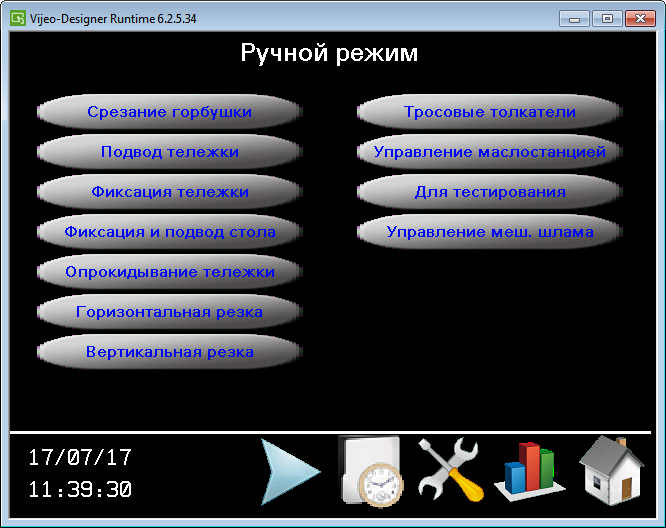 Vijeo-Designer Runtime 6.2.5.34
Ручной режим
Срезание горбушки
Подвод тележки
Фиксация тележки
Фиксация и подвод стола
Опрокидывание тележки
Горизонтальная резка
Вертикальная резка
Тросовые толкатели
Управление маслостанцией
Для тестирования
Управление меш. шлама
17/07/17
11:39:30